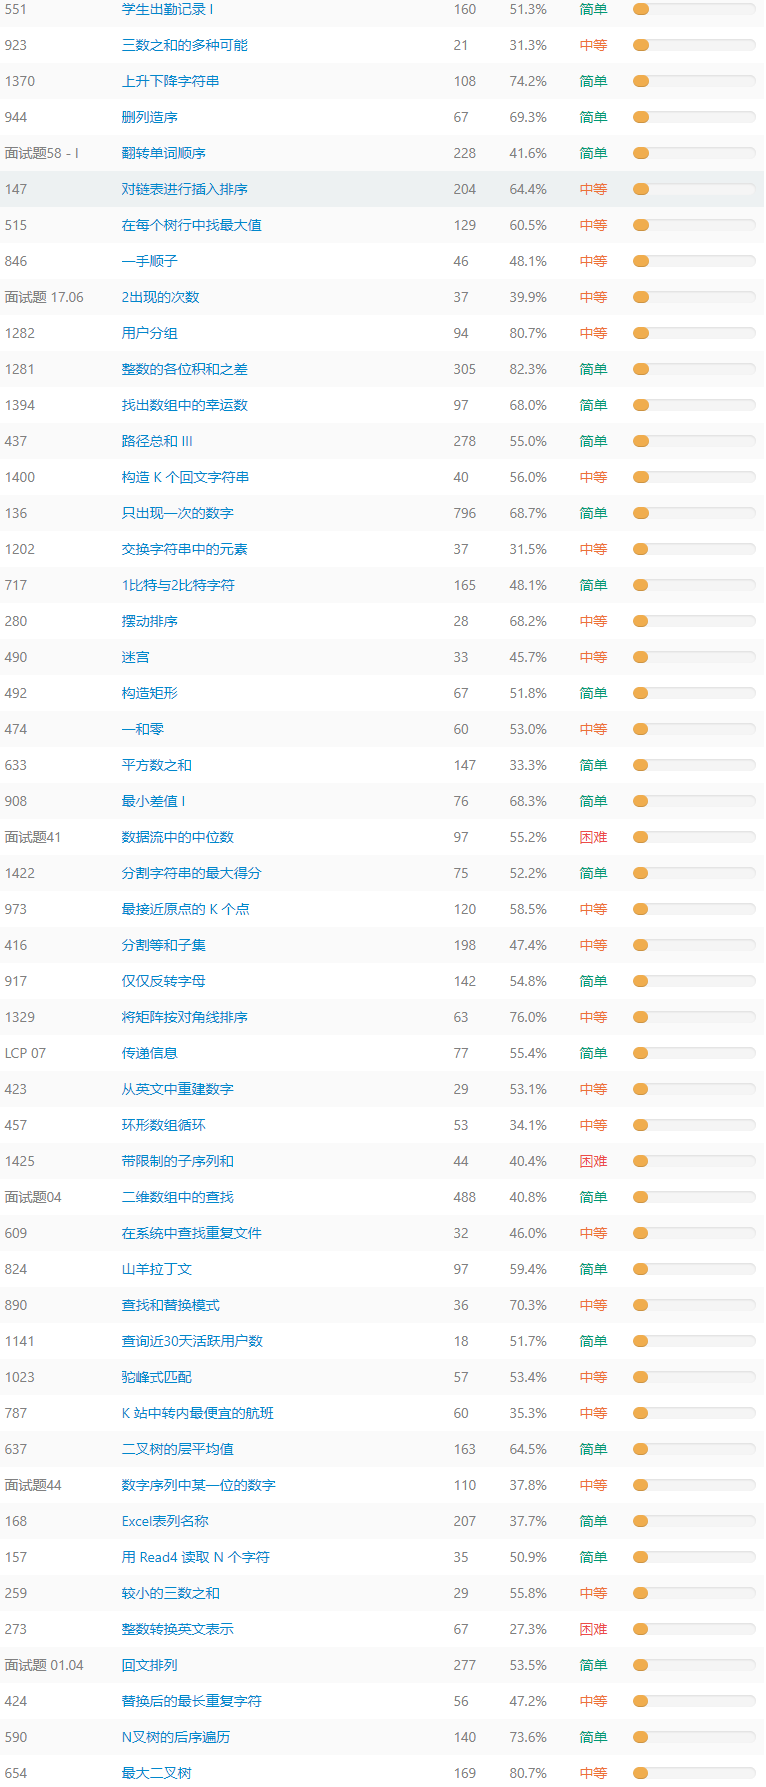 551 学生出勤记录 I 160 51.3% 简单
923 三数之和的多种可能 21 31.3% 中等
1370 上升下降字符串 108 74.2% 简单
944 删列造序 67 69.3% 简单
面试题58 - I 翻转单词顺序 228 41.6% 简单
147 对链表进行插入排序 204 64.4% 中等
515 在每个树行中找最大值 129 60.5% 中等
846 一手顺子 46 48.1% 中等
面试题 17.06 2出现的次数 37 39.9% 中等
1282 用户分组 94 80.7% 中等
1281 整数的各位积和之差 305 82.3% 简单
1394 找出数组中的幸运数 97 68.0% 简单
437 路径总和 III 278 55.0% 简单
1400 构造 K 个回文字符串 40 56.0% 中等
136 只出现一次的数字 796 68.7% 简单
1202 交换字符串中的元素 37 31.5% 中等
717 1比特与2比特字符 165 48.1% 简单
280 摆动排序 28 68.2% 中等
490 迷宫 33 45.7% 中等
492 构造矩形 67 51.8% 简单
474 一和零 60 53.0% 中等
633 平方数之和 147 33.3% 简单
908 最小差值 I 76 68.3% 简单
面试题41 数据流中的中位数 97 55.2% 困难
1422 分割字符串的最大得分 75 52.2% 简单
973 最接近原点的 K 个点 120 58.5% 中等
416 分割等和子集 198 47.4% 中等
917 仅仅反转字母 142 54.8% 简单
1329 将矩阵按对角线排序 63 76.0% 中等
LCP 07 传递信息 77 55.4% 简单
423 从英文中重建数字 29 53.1% 中等
457 环形数组循环 53 34.1% 中等
1425 带限制的子序列和 44 40.4% 困难
面试题04 二维数组中的查找 488 40.8% 简单
609 在系统中查找重复文件 32 46.0% 中等
824 山羊拉丁文 97 59.4% 简单
890 查找和替换模式 36 70.3% 中等
1141 查询近30天活跃用户数 18 51.7% 简单
1023 驼峰式匹配 57 53.4% 中等
787 K 站中转内最便宜的航班 60 35.3% 中等
637 二叉树的层平均值 163 64.5% 简单
面试题44 数字序列中某一位的数字 110 37.8% 中等
168 Excel表列名称 207 37.7% 简单
157 用 Read4 读取 N 个字符 35 50.9% 简单
259 较小的三数之和 29 55.8% 中等
273 整数转换英文表示 67 27.3% 困难
面试题 01.04 回文排列 277 53.5% 简单
424 替换后的最长重复字符 56 47.2% 中等
590 N叉树的后序遍历 140 73.6% 简单
654 最大二叉树 169 80.7% 中等